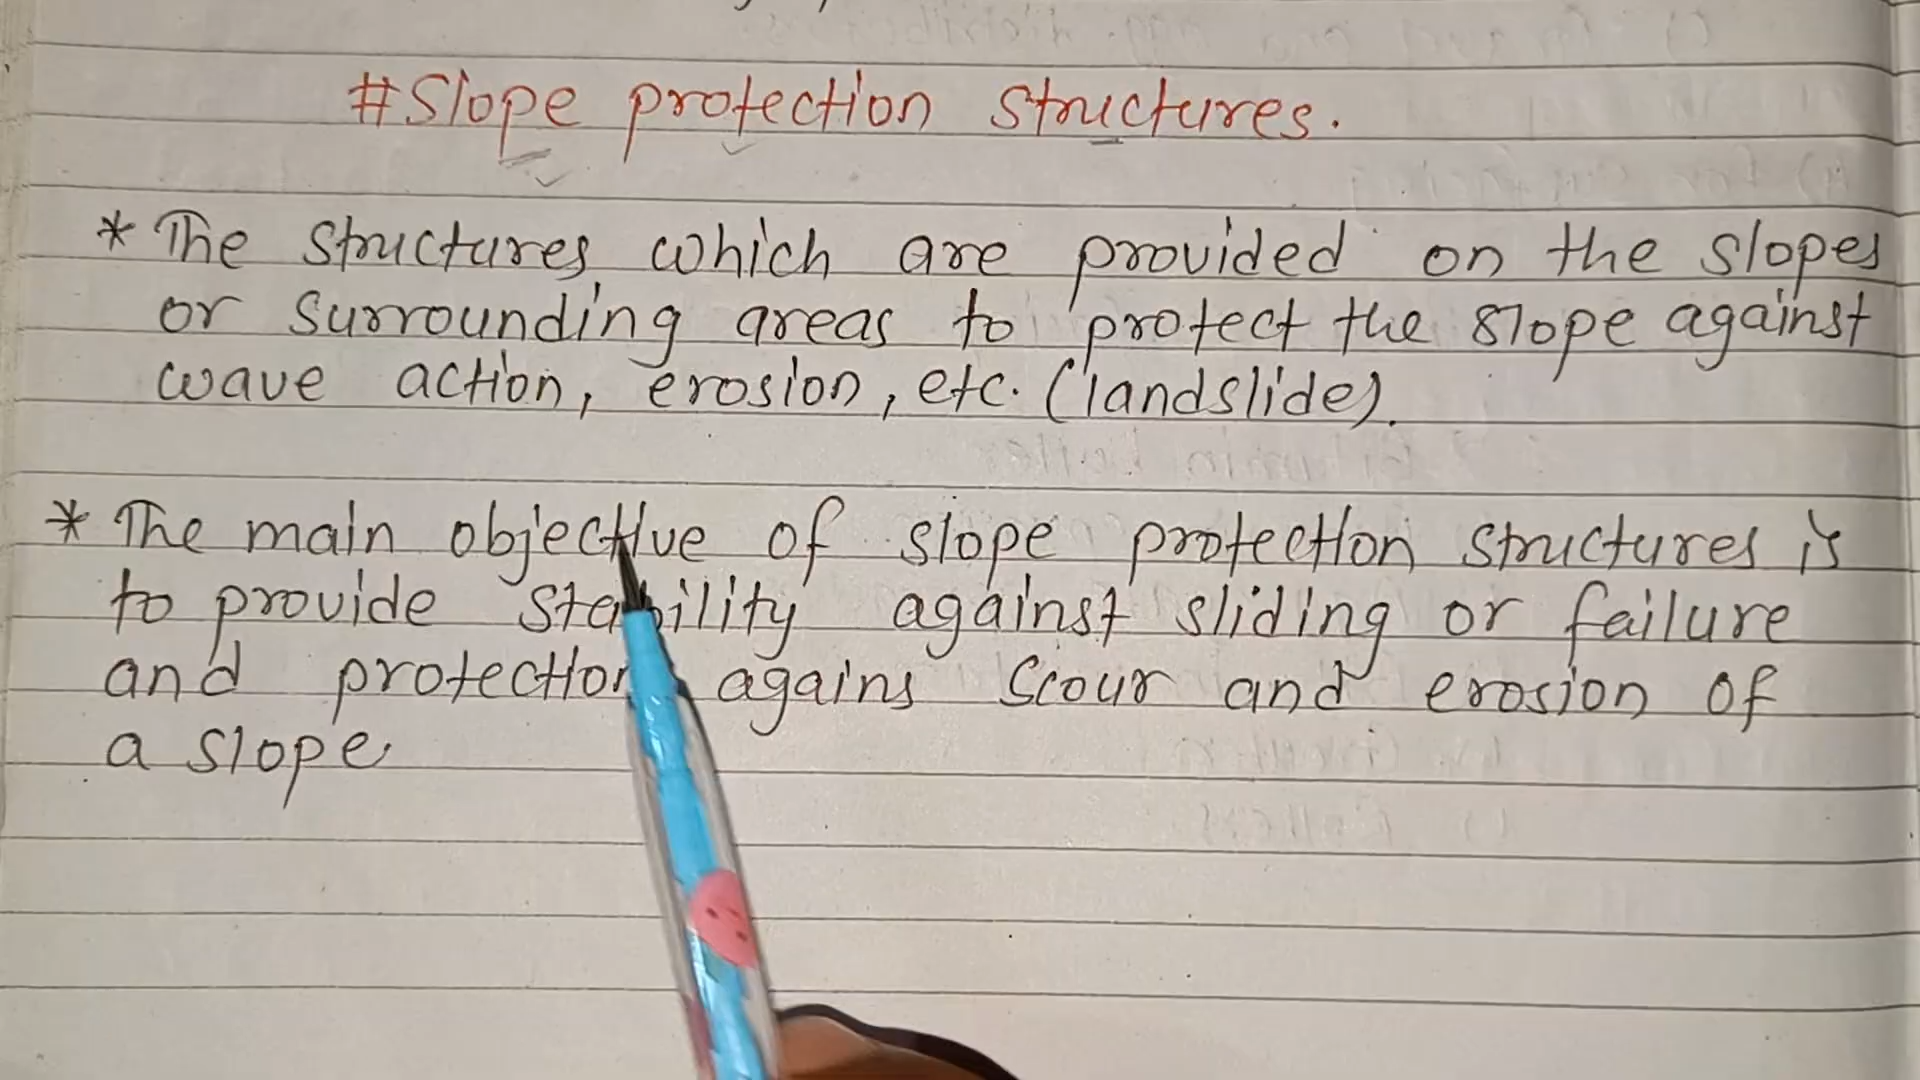 #Slope protection structures.
* The structures which are provided on the slopes
or surrounding areas to protect the slope against
wave action, erosion, etc. (landslide).
* The main objective of slope protection structures is
to provide stability against sliding or failure
and protection agains scour and erosion of
a slope